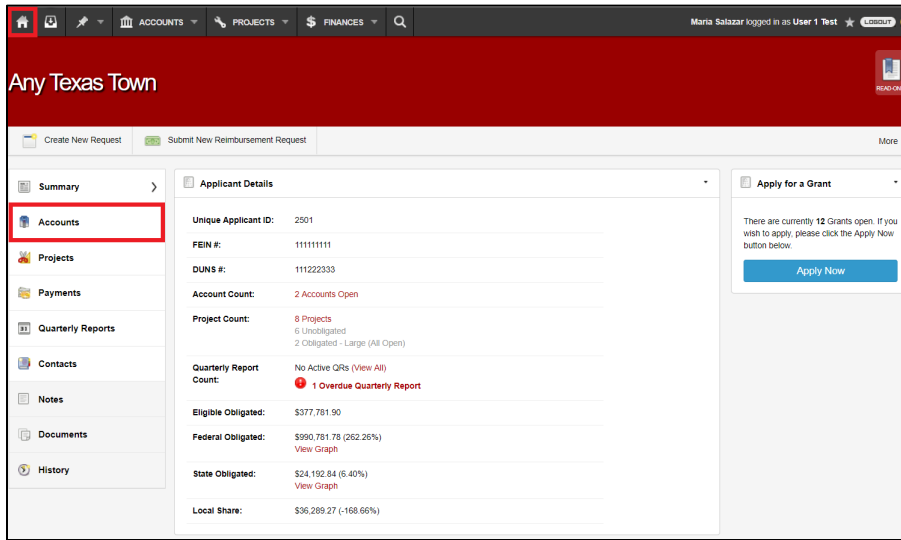 ACCOUNTS PROJECTS $ FINANCES Maria Salazar logged in as User 1 Test LOGOUT
Any Texas Town
Create New Request Submit New Reimbursement Request More
Summary
Accounts
Projects
Payments
31 Quarterly Reports
Contacts
Notes
Documents
History
Applicant Details
Unique Applicant ID: 2501
FEIN #: 111111111
DUNS #: 111222333
Account Count: 2 Accounts Open
Project Count: 8 Projects
6 Unobligated
2 Obligated - Large (All Open)
Quarterly Report No Active QRs (View All)
Count: 1 Overdue Quarterly Report
Eligible Obligated: $377,781.90
Federal Obligated: $990,781.78 (262.26%)
View Graph
State Obligated: $24,192.84 (6.40%)
View Graph
Local Share: $36,289.27 (-168.66%)
Apply for a Grant
There are currently 12 Grants open. If you
wish to apply, please click the Apply Now
button below.
Apply Now